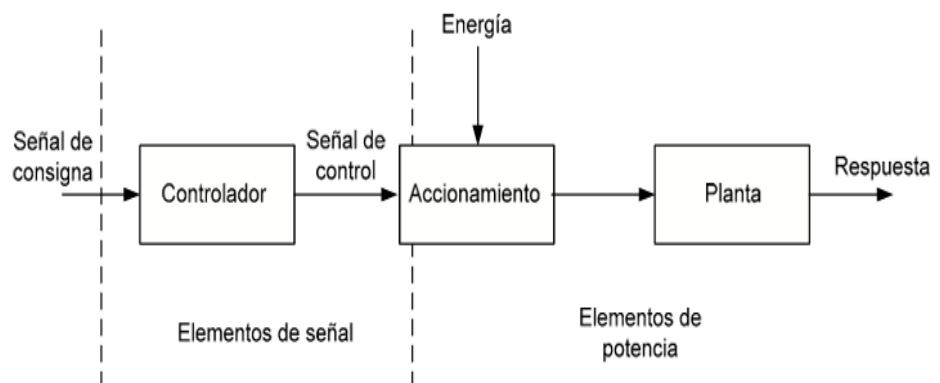 Energía
Señal de
consigna
Controlador
Señal de
control
Accionamiento
Planta
Respuesta
Elementos de señal
Elementos de
potencia